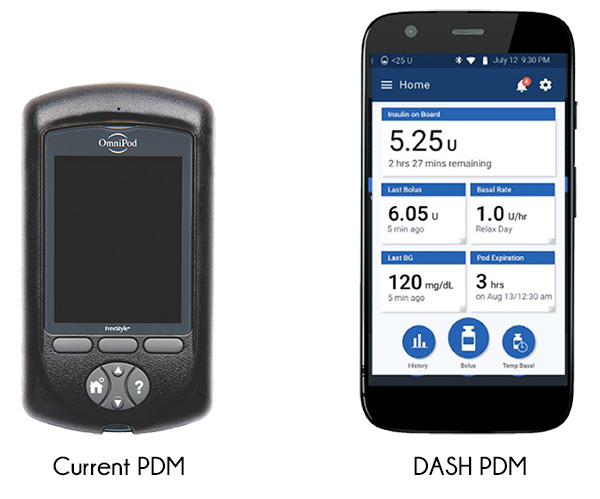 OmniPod
FreeStyle
?
Current PDM
<25 U July 12 9:30 PM
Home
Insulin on Board
5.25 U
2 hrs 27 mins remaining
Last Bolus
6.05 U
5 min ago
Basal Rate
1.0 U/hr
Relax Day
Last BG
120 mg/dL
5 min ago
Pod Expiration
3 hrs
on Aug 13/12:30 am
History
Bolus
Temp Basal
DASH PDM